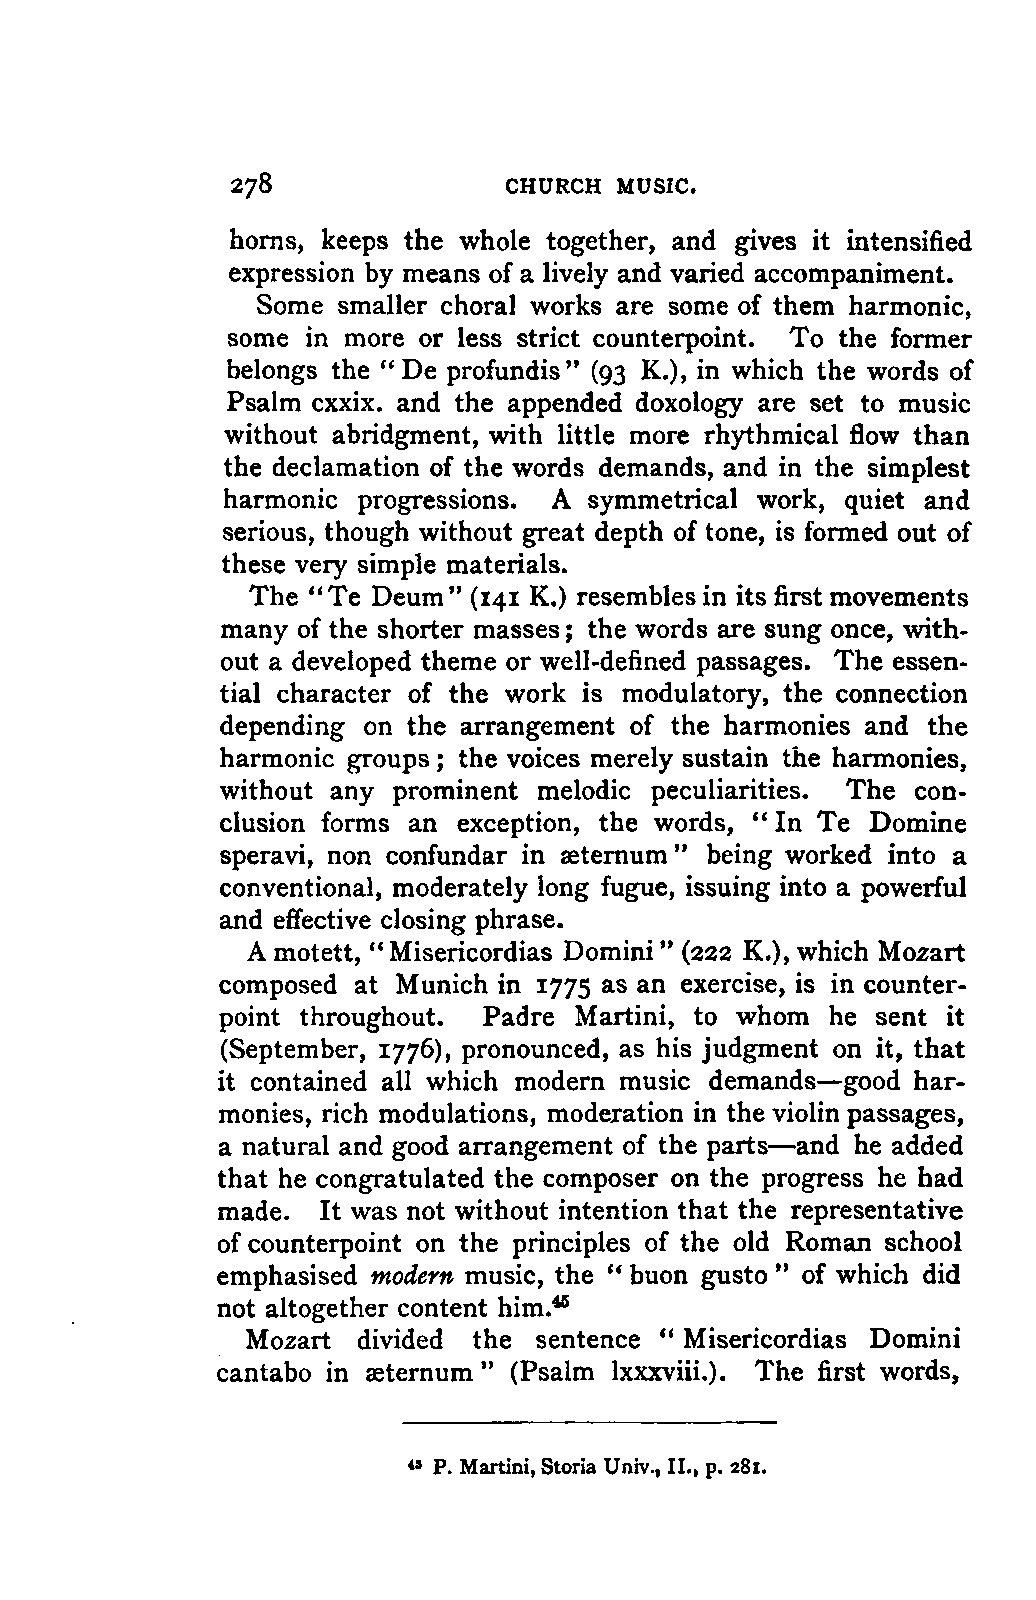 278 CHURCH MUSIC.
horns, keeps the whole together, and gives it intensified
expression by means of a lively and varied accompaniment.
Some smaller choral works are some of them harmonic,
some in more or less strict counterpoint. To the former
belongs the “De profundis” (93 K.), in which the words of
Psalm cxxix. and the appended doxology are set to music
without abridgment, with little more rhythmical flow than
the declamation of the words demands, and in the simplest
harmonic progressions. A symmetrical work, quiet and
serious, though without great depth of tone, is formed out of
these very simple materials.
The “Te Deum” (141 K.) resembles in its first movements
many of the shorter masses; the words are sung once, with-
out a developed theme or well-defined passages. The essen-
tial character of the work is modulatory, the connection
depending on the arrangement of the harmonies and the
harmonic groups; the voices merely sustain the harmonies,
without any prominent melodic peculiarities. The con-
clusion forms an exception, the words, “In Te Domine
speravi, non confundar in æternum” being worked into a
conventional, moderately long fugue, issuing into a powerful
and effective closing phrase.
A motett, “Misericordias Domini” (222 K.), which Mozart
composed at Munich in 1775 as an exercise, is in counter-
point throughout. Padre Martini, to whom he sent it
(September, 1776), pronounced, as his judgment on it, that
it contained all which modern music demands—good har-
monies, rich modulations, moderation in the violin passages,
a natural and good arrangement of the parts—and he added
that he congratulated the composer on the progress he had
made. It was not without intention that the representative
of counterpoint on the principles of the old Roman school
emphasised modern music, the “buon gusto” of which did
not altogether content him.⁴⁵
Mozart divided the sentence “Misericordias Domini
cantabo in æternum” (Psalm lxxxviii.). The first words,
⁴⁵ P. Martini, Storia Univ., II., p. 281.